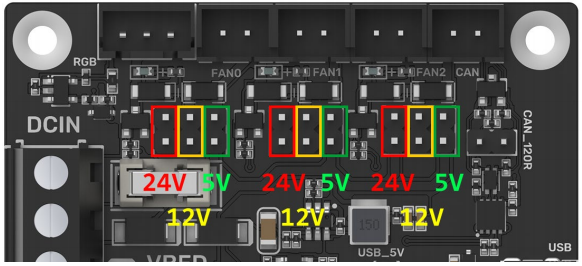 RGB
FAN0
FAN1
FAN2
CAN
DCIN
CAN_120R
24V 5V 24V 5V 24V 5V
12V 12V 12V
150
USB_5V
USB
VBED